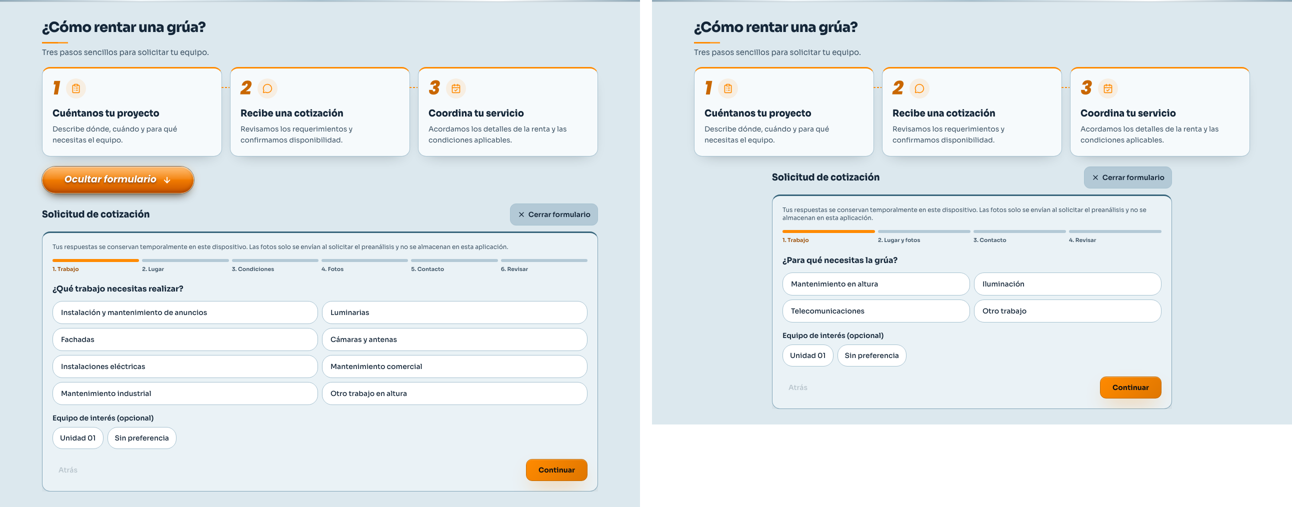 ¿Cómo rentar una grúa?
Tres pasos sencillos para solicitar tu equipo.
1
Cuéntanos tu proyecto
Describe dónde, cuándo y para qué
necesitas el equipo.
2
Recibe una cotización
Revisamos los requerimientos y
confirmamos disponibilidad.
3
Coordina tu servicio
Acordamos los detalles de la renta y las
condiciones aplicables.
Ocultar formulario ↓
Solicitud de cotización
✕ Cerrar formulario
Tus respuestas se conservan temporalmente en este dispositivo. Las fotos solo se envían al solicitar el preanálisis y no se almacenan en esta aplicación.
1. Trabajo 2. Lugar 3. Condiciones 4. Fotos 5. Contacto 6. Revisar
¿Qué trabajo necesitas realizar?
Instalación y mantenimiento de anuncios
Luminarias
Fachadas
Cámaras y antenas
Instalaciones eléctricas
Mantenimiento comercial
Mantenimiento industrial
Otro trabajo en altura
Equipo de interés (opcional)
Unidad 01
Sin preferencia
Atrás
Continuar
¿Cómo rentar una grúa?
Tres pasos sencillos para solicitar tu equipo.
1
Cuéntanos tu proyecto
Describe dónde, cuándo y para qué
necesitas el equipo.
2
Recibe una cotización
Revisamos los requerimientos y
confirmamos disponibilidad.
3
Coordina tu servicio
Acordamos los detalles de la renta y las
condiciones aplicables.
Solicitud de cotización
✕ Cerrar formulario
Tus respuestas se conservan temporalmente en este dispositivo. Las fotos solo se envían al solicitar el preanálisis y no se
almacenan en esta aplicación.
1. Trabajo 2. Lugar y fotos 3. Contacto 4. Revisar
¿Para qué necesitas la grúa?
Mantenimiento en altura
Iluminación
Telecomunicaciones
Otro trabajo
Equipo de interés (opcional)
Unidad 01
Sin preferencia
Atrás
Continuar